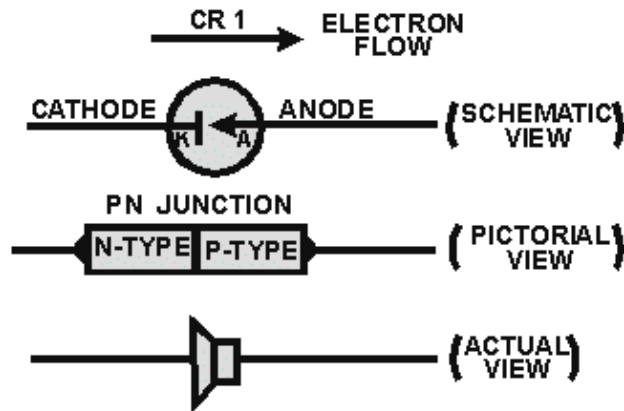 CR 1
ELECTRON
FLOW
CATHODE
ANODE
K
A
(SCHEMATIC
VIEW)
PN JUNCTION
N-TYPE
P-TYPE
(PICTORIAL
VIEW)
(ACTUAL
VIEW)